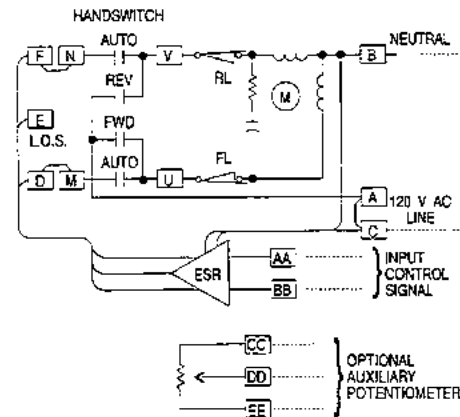 HANDSWITCH
AUTO
F N V B NEUTRAL
REV RL
M
E FWD
L.O.S.
AUTO FL
D M U
A 120 V AC
LINE
C
ESR AA INPUT
CONTROL
BB SIGNAL
CC OPTIONAL
DD AUXILIARY
POTENTIOMETER
EE